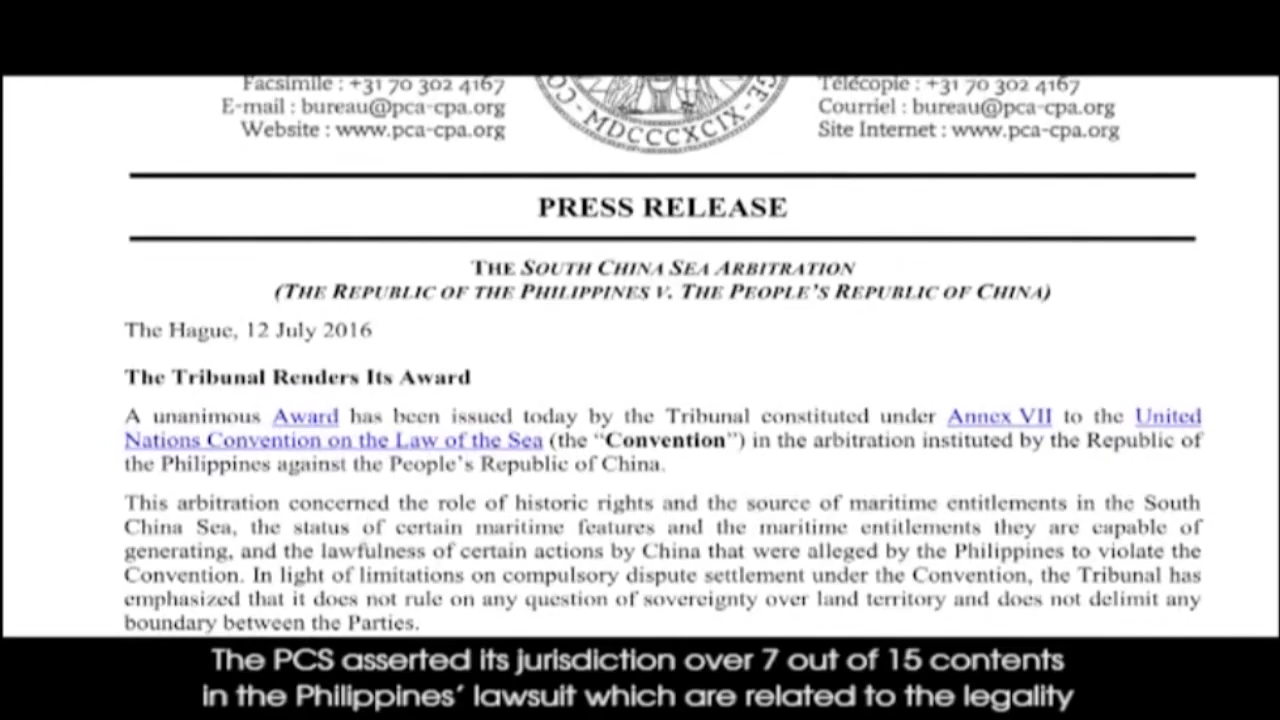 Facsimile : +31 70 302 4167
E-mail : bureau@pca-cpa.org
Website : www.pca-cpa.org
MDCCCXCIX
Télécopie : +31 70 302 4167
Courriel : bureau@pca-cpa.org
Site Internet : www.pca-cpa.org
PRESS RELEASE
THE SOUTH CHINA SEA ARBITRATION
(THE REPUBLIC OF THE PHILIPPINES V. THE PEOPLE'S REPUBLIC OF CHINA)
The Hague, 12 July 2016
The Tribunal Renders Its Award
A unanimous Award has been issued today by the Tribunal constituted under Annex VII to the United
Nations Convention on the Law of the Sea (the “Convention”) in the arbitration instituted by the Republic of
the Philippines against the People's Republic of China.
This arbitration concerned the role of historic rights and the source of maritime entitlements in the South
China Sea, the status of certain maritime features and the maritime entitlements they are capable of
generating, and the lawfulness of certain actions by China that were alleged by the Philippines to violate the
Convention. In light of limitations on compulsory dispute settlement under the Convention, the Tribunal has
emphasized that it does not rule on any question of sovereignty over land territory and does not delimit any
boundary between the Parties.
The PCS asserted its jurisdiction over 7 out of 15 contents
in the Philippines' lawsuit which are related to the legality